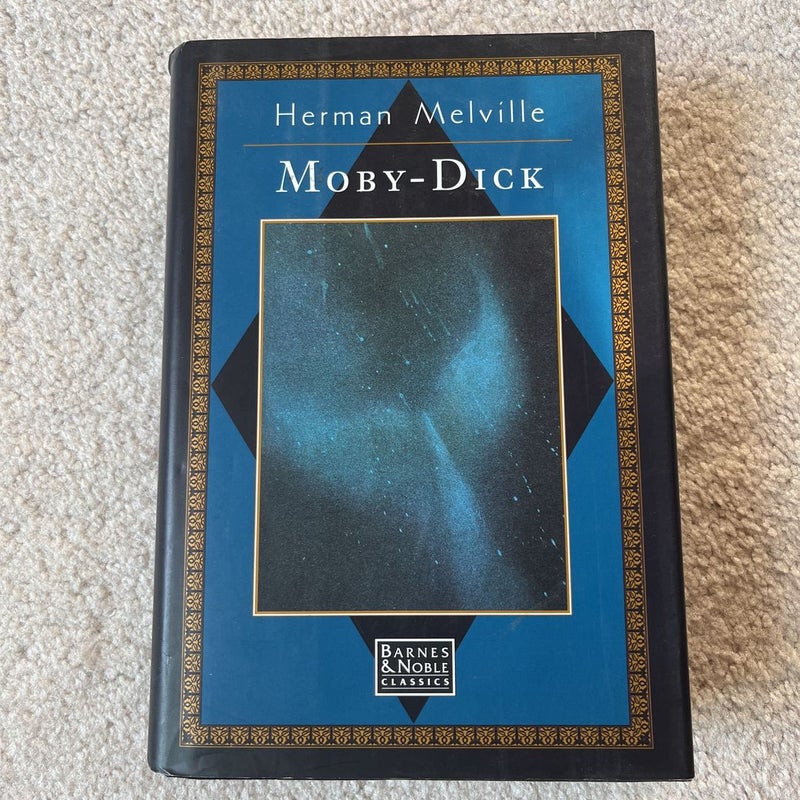 Herman Melville
MOBY-DICK
BARNES
& NOBLE
CLASSICS